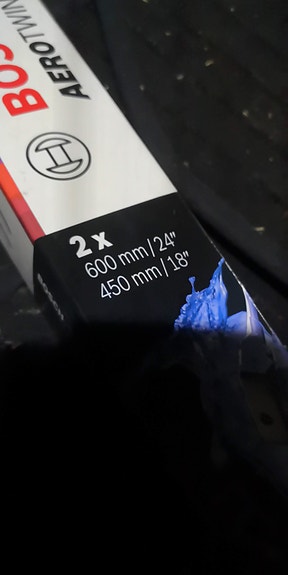 BOS
AEROTWIN
2 x
600 mm/24"
450 mm/18"